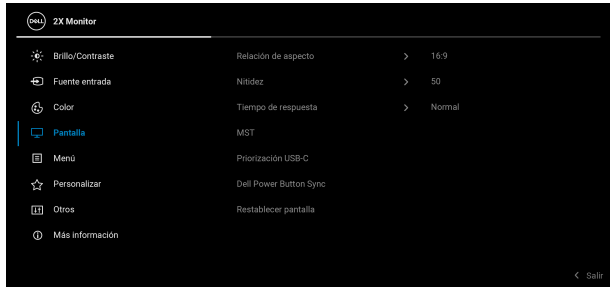 DELL 2X Monitor
Brillo/Contraste Relación de aspecto > 16:9
Fuente entrada Nitidez > 50
Color Tiempo de respuesta > Normal
Pantalla MST
Menú Priorización USB-C
Personalizar Dell Power Button Sync
Otros Restablecer pantalla
Más información
< Salir